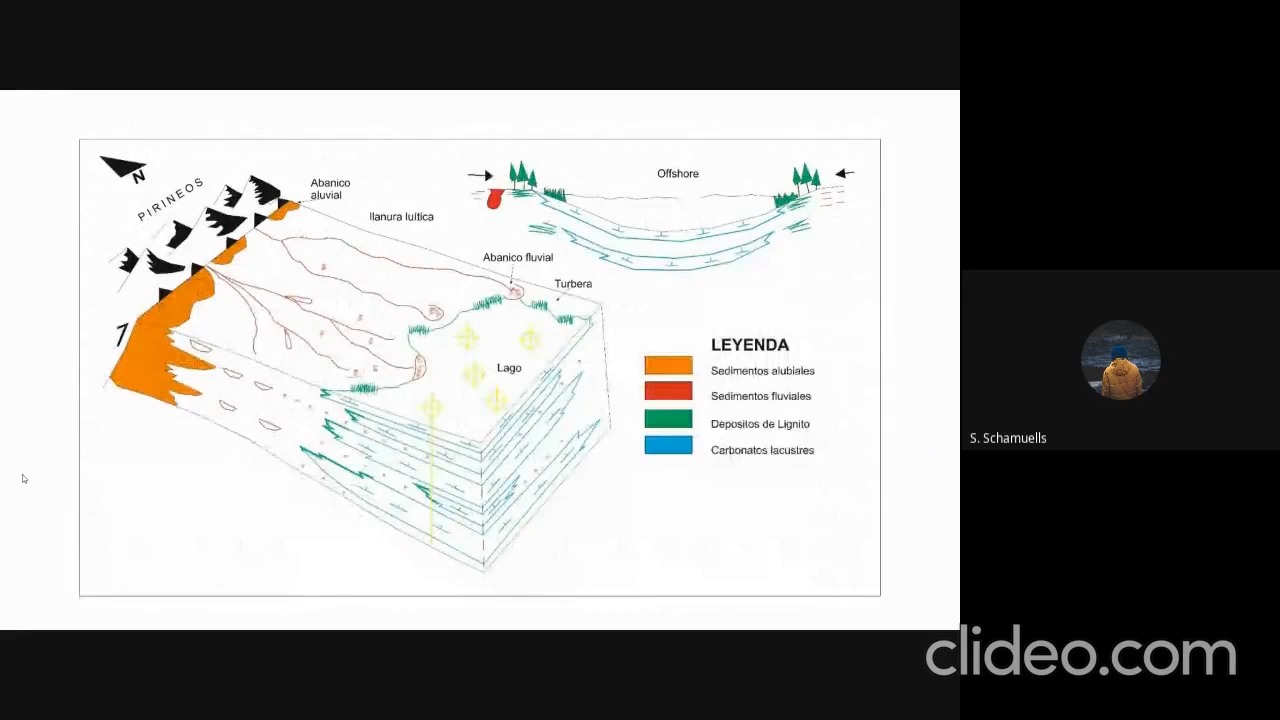 N
PIRINEOS
Abanico
aluvial
llanura luítica
Offshore
Abanico fluvial
Turbera
Lago
LEYENDA
Sedimentos alubiales
Sedimentos fluviales
Depositos de Lignito
Carbonatos lacustres
S. Schamuells
clideo.com